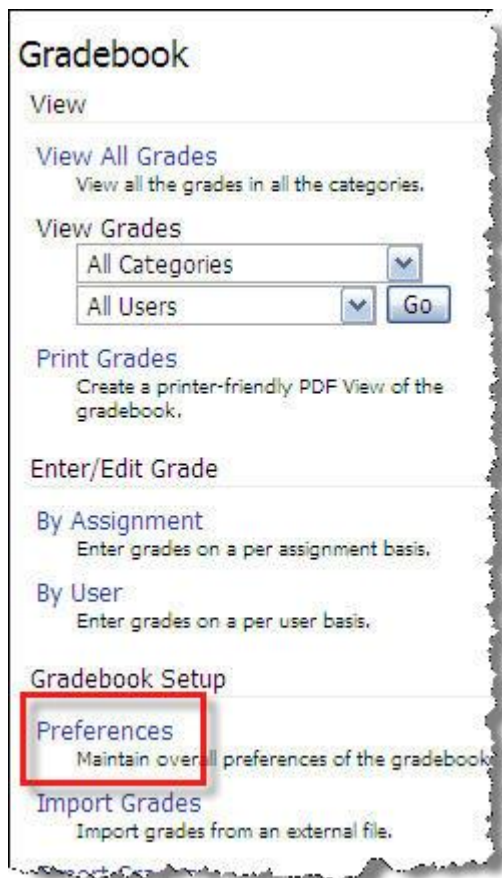 Gradebook
View
View All Grades
View all the grades in all the categories.
View Grades
All Categories
All Users Go
Print Grades
Create a printer-friendly PDF View of the
gradebook.
Enter/Edit Grade
By Assignment
Enter grades on a per assignment basis.
By User
Enter grades on a per user basis.
Gradebook Setup
Preferences
Maintain overall preferences of the gradebook
Import Grades
Import grades from an external file.